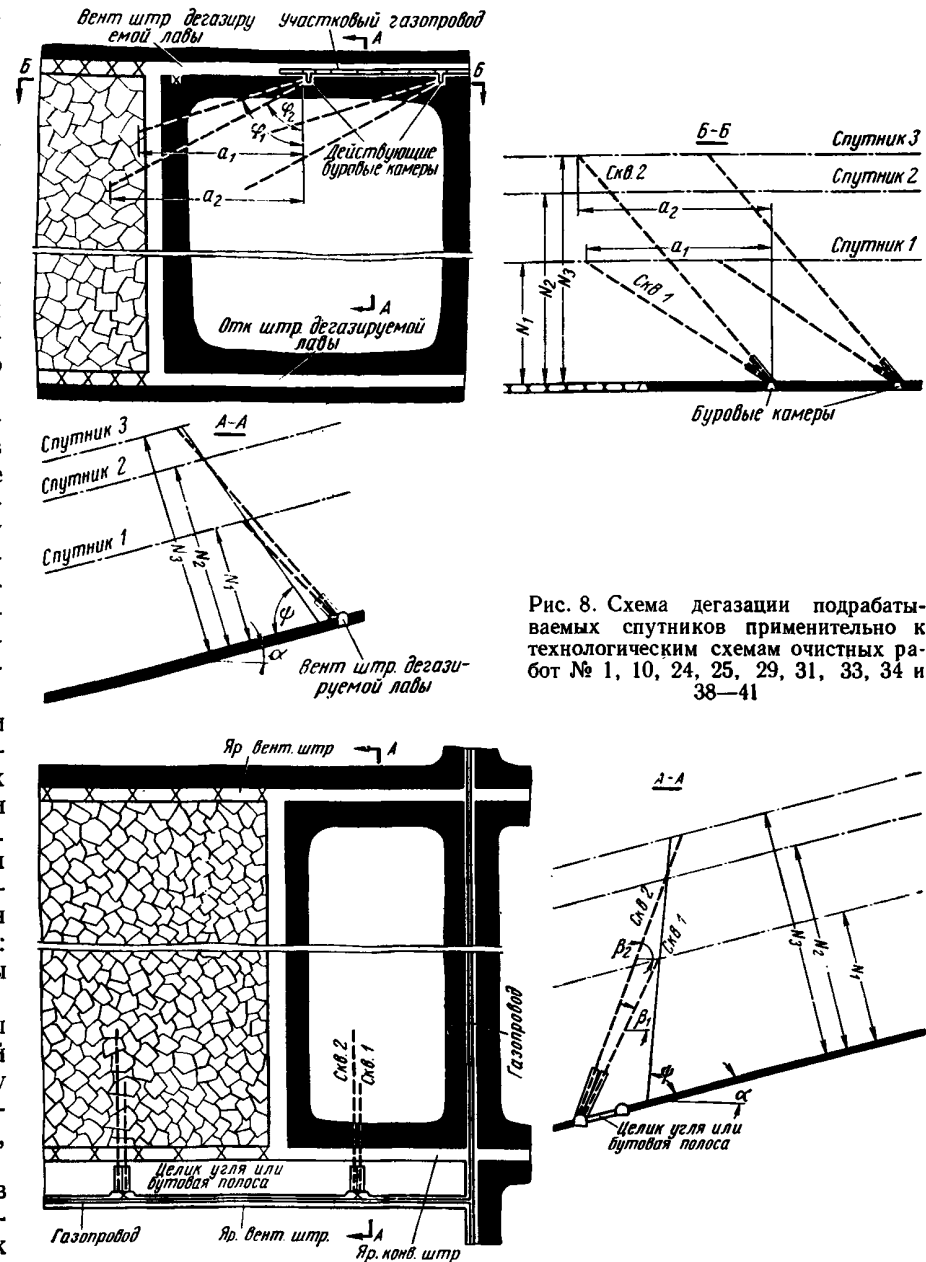 Вент штр дегазиру
емой лавы
Участковый газопровод
А
Б
Б
φ1
φ2
a1
a2
Действующие
буровые камеры
А
Отк штр. дегазируемой
лавы
Б-Б
Спутник 3
Спутник 2
Спутник 1
Скв.2
Скв 1
a2
a1
N1
N2
N3
Буровые камеры
А-А
Спутник 3
Спутник 2
Спутник 1
N3
N2
N1
ψ
α
Вент штр. дегази-
руемой лавы
Рис. 8. Схема дегазации подрабаты-
ваемых спутников применительно к
технологическим схемам очистных ра-
бот № 1, 10, 24, 25, 29, 31, 33, 34 и
38—41
Яр вент. штр
А
Скв. 2
Скв. 1
Газопровод
Целик угля или
бутовая полоса
Газопровод
Яр. вент. штр.
А
Яр. конв. штр
А-А
Скв 2
Скв. 1
β2
β1
ψ
α
N3
N2
N1
Целик угля или
бутовая полоса